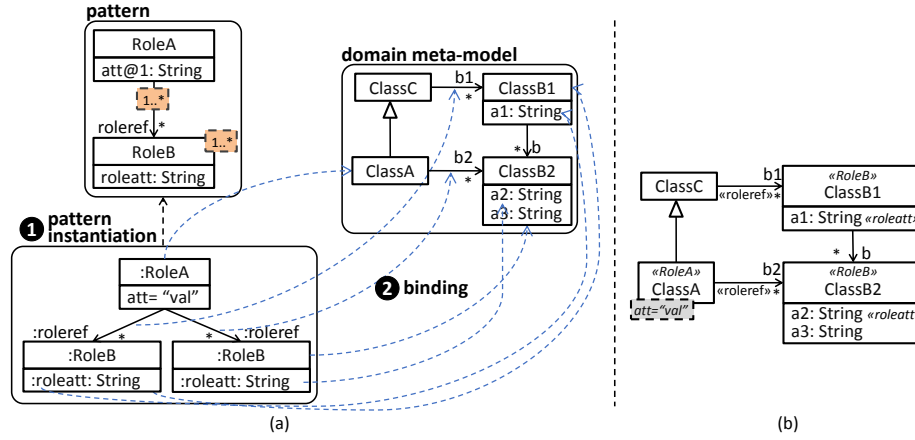 pattern
RoleA
att@1: String
1..*
roleref
*
1..*
RoleB
roleatt: String
domain meta-model
ClassC
b1
*
ClassB1
a1: String
* b
ClassA
b2
*
ClassB2
a2: String
a3: String
1 pattern
instantiation
:RoleA
att= “val”
:roleref
*
*
:roleref
:RoleB
:roleatt: String
:RoleB
:roleatt: String
2 binding
(a)
ClassC
b1
«roleref»*
«RoleB»
ClassB1
a1: String «roleatt»
* b
«RoleA»
ClassA
att=“val”
b2
«roleref»*
«RoleB»
ClassB2
a2: String «roleatt»
a3: String
(b)